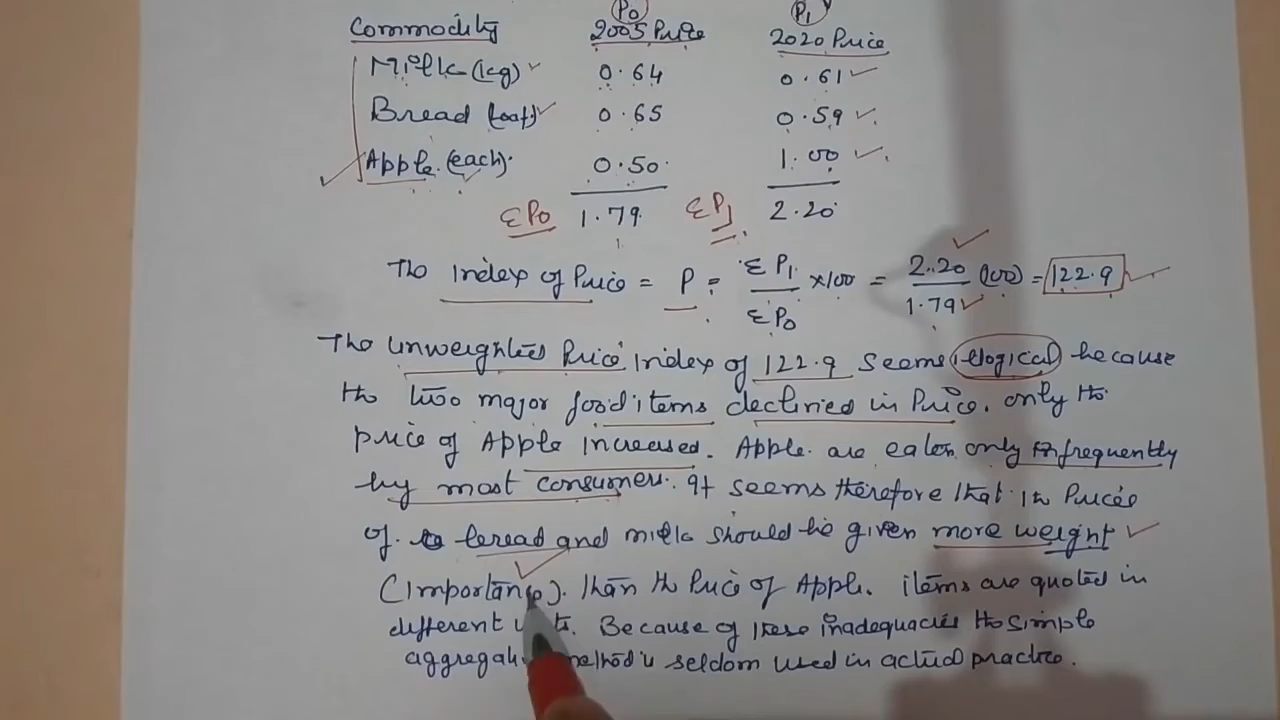 Commodity P0 2005 Price P1 2020 Price
Milk (kg) 0.64 0.61
Bread (loaf) 0.65 0.59
Apple (each) 0.50 1.00
ΣP0 1.79 ΣP1 2.20
The Index of Price = P = ΣP1 / ΣP0 ×100 = 2.20 / 1.79 (100) = 122.9
The Unweighted Price Index of 122.9 seems illogical because
the two major food items declined in Price. only the
price of Apple increased. Apple are eaten only infrequently
by most consumers. It seems therefore that the Prices
of bread and milk should be given more weight
(Importance). than the Price of Apple. items are quoted in
different Because of these inadequacies the simple
method is seldom used in actual practice.